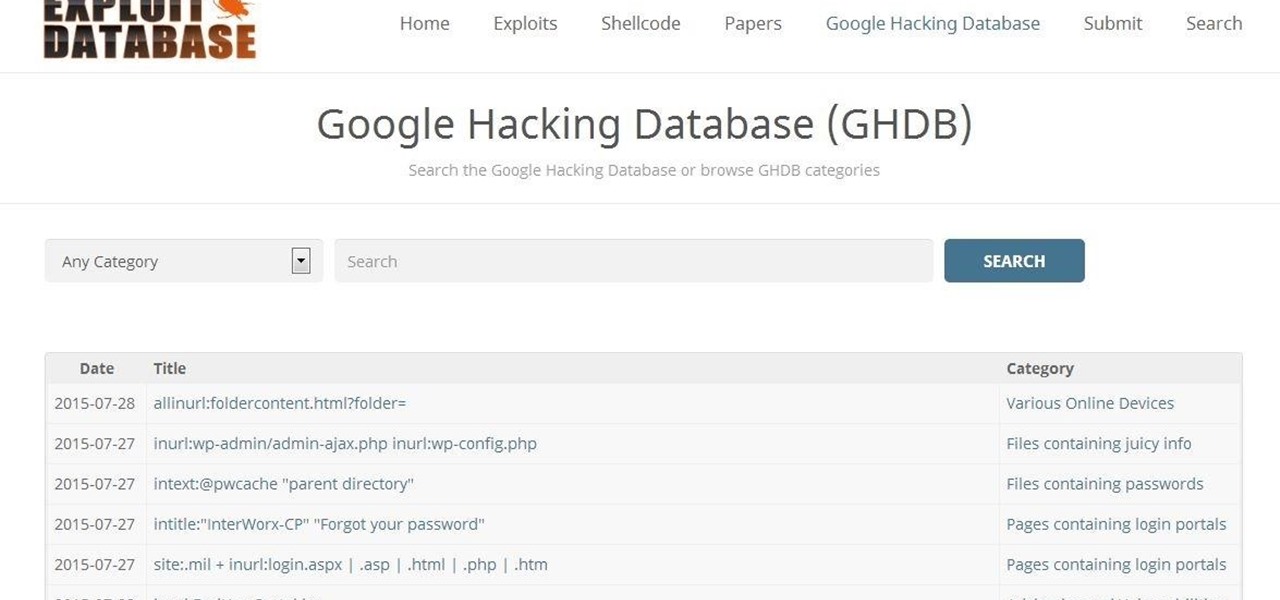 EXPLOIT
DATABASE
Home Exploits Shellcode Papers Google Hacking Database Submit Search
Google Hacking Database (GHDB)
Search the Google Hacking Database or browse GHDB categories
Any Category Search SEARCH
Date Title Category
2015-07-28 allinurl:foldercontent.html?folder= Various Online Devices
2015-07-27 inurl:wp-admin/admin-ajax.php inurl:wp-config.php Files containing juicy info
2015-07-27 intext:@pwcache "parent directory" Files containing passwords
2015-07-27 intitle:"InterWorx-CP" "Forgot your password" Pages containing login portals
2015-07-27 site:.mil + inurl:login.aspx | .asp | .html | .php | .htm Pages containing login portals